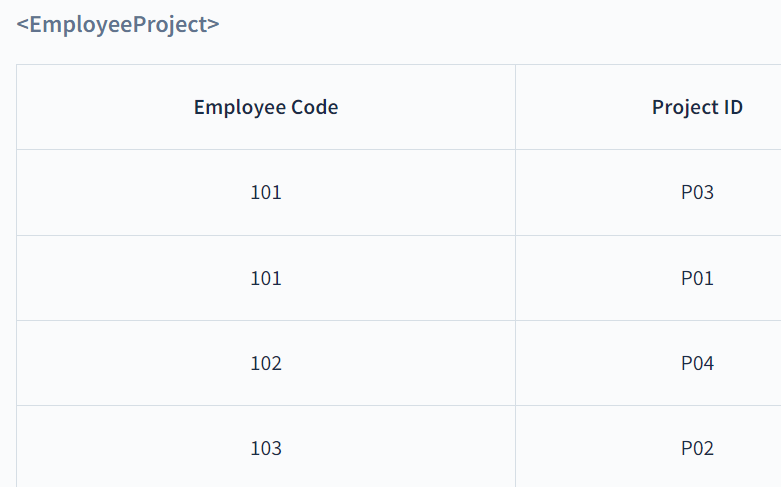 <EmployeeProject>
Employee Code Project ID
101 P03
101 P01
102 P04
103 P02